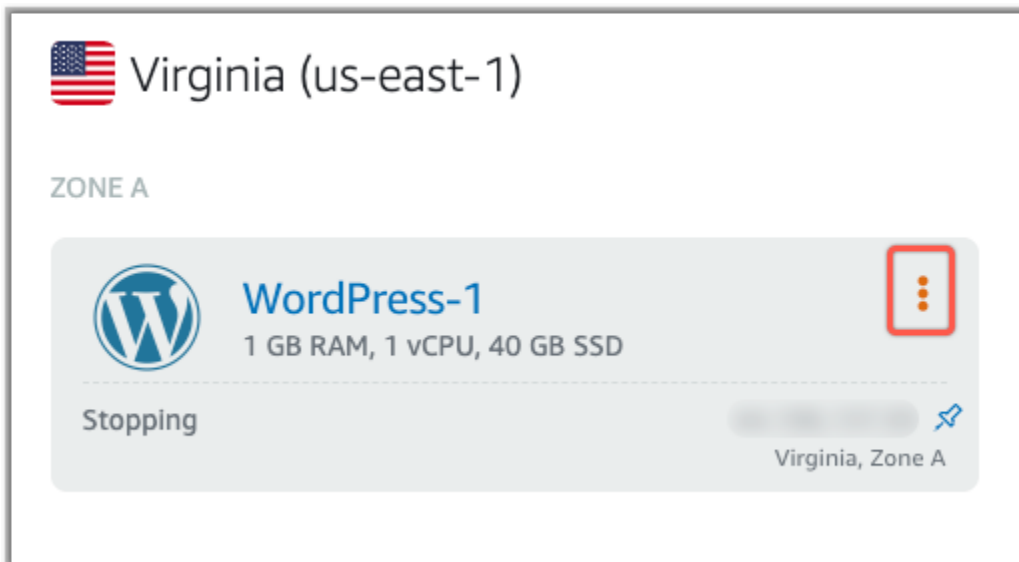 Virginia (us-east-1)
ZONE A
WordPress-1
1 GB RAM, 1 vCPU, 40 GB SSD
Stopping
Virginia, Zone A